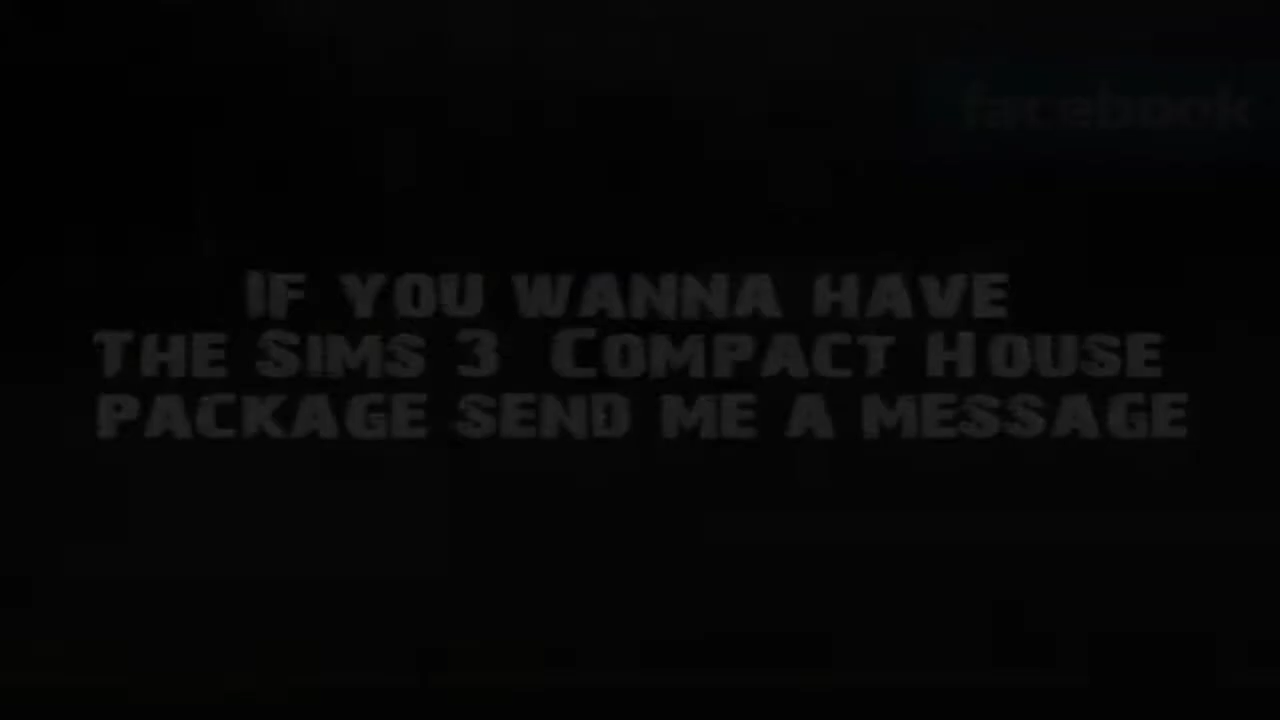 facebook
If you wanna have
The Sims 3 Compact House
package send me a message